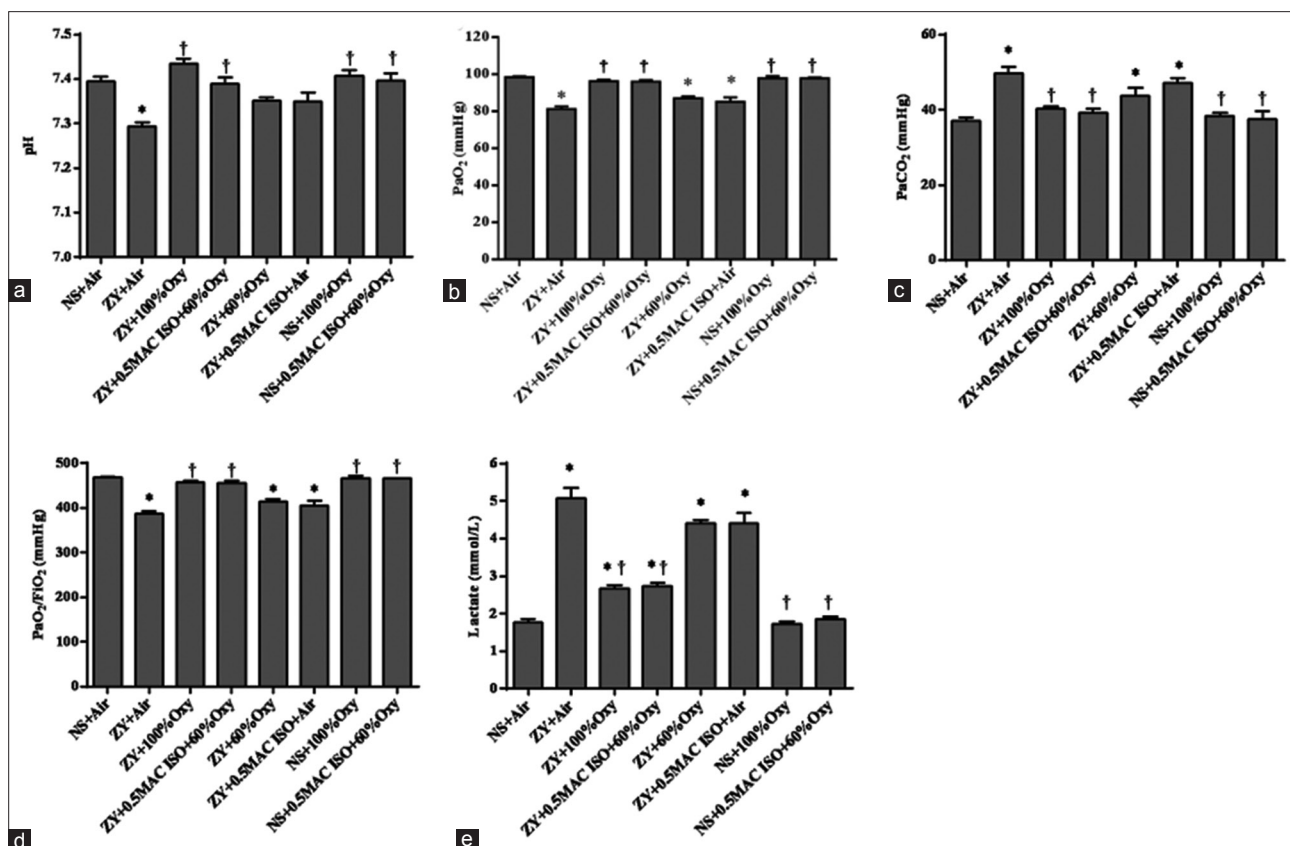 7.5
7.4
7.3
7.2
7.1
7.0
pH
† † † †
*
NS+Air
ZY+Air
ZY+100%Oxy
ZY+0.5MAC ISO+60%Oxy
ZY+60%Oxy
ZY+0.5MAC ISO+Air
NS+100%Oxy
NS+0.5MAC ISO+60%Oxy
a
120
100
80
60
40
20
0
PaO2 (mmHg)
* † † * * † †
NS+Air
ZY+Air
ZY+100%Oxy
ZY+0.5MAC ISO+60%Oxy
ZY+60%Oxy
ZY+0.5MAC ISO+Air
NS+100%Oxy
NS+0.5MAC ISO+60%Oxy
b
60
40
20
0
PaCO2 (mmHg)
* † † * * † †
NS+Air
ZY+Air
ZY+100%Oxy
ZY+0.5MAC ISO+60%Oxy
ZY+60%Oxy
ZY+0.5MAC ISO+Air
NS+100%Oxy
NS+0.5MAC ISO+60%Oxy
c
500
400
300
200
100
0
PaO2/FiO2 (mmHg)
* † † * * † †
NS+Air
ZY+Air
ZY+100%Oxy
ZY+0.5MAC ISO+60%Oxy
ZY+60%Oxy
ZY+0.5MAC ISO+Air
NS+100%Oxy
NS+0.5MAC ISO+60%Oxy
d
6
5
4
3
2
1
0
Lactate (mmol/L)
* *† *† * * † †
NS+Air
ZY+Air
ZY+100%Oxy
ZY+0.5MAC ISO+60%Oxy
ZY+60%Oxy
ZY+0.5MAC ISO+Air
NS+100%Oxy
NS+0.5MAC ISO+60%Oxy
e